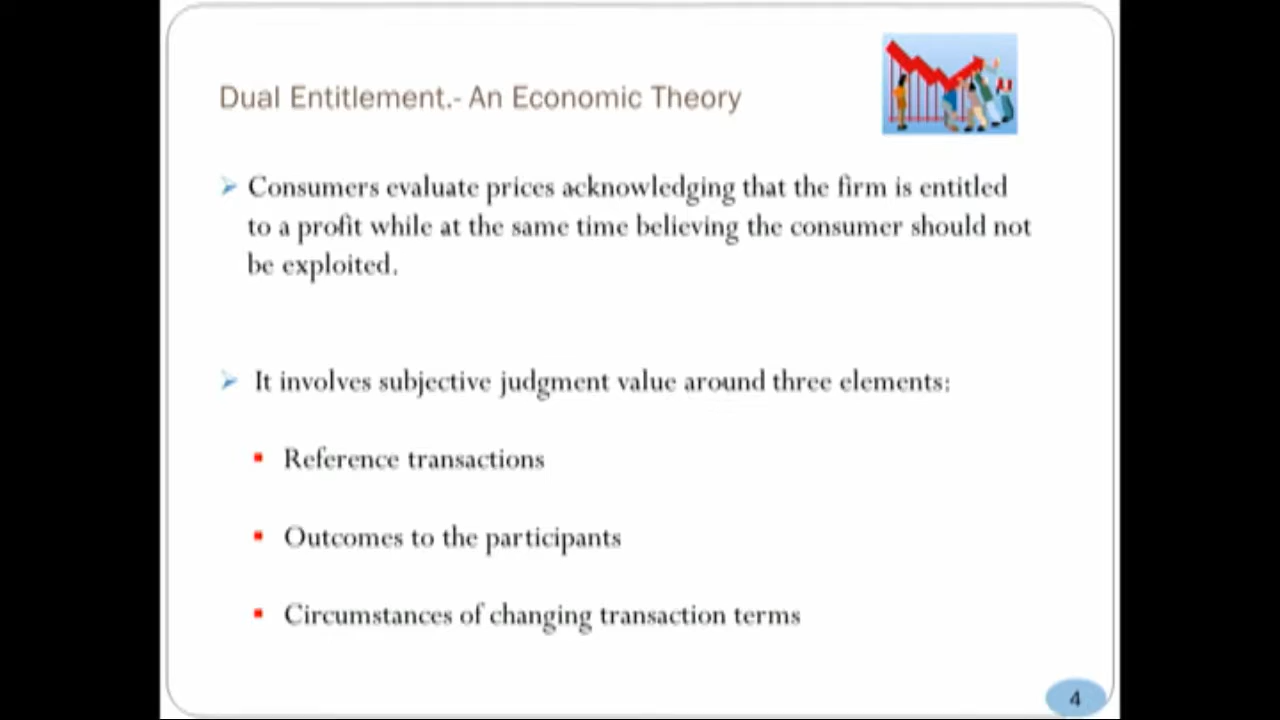 Dual Entitlement.- An Economic Theory
Consumers evaluate prices acknowledging that the firm is entitled
to a profit while at the same time believing the consumer should not
be exploited.
It involves subjective judgment value around three elements:
Reference transactions
Outcomes to the participants
Circumstances of changing transaction terms
4